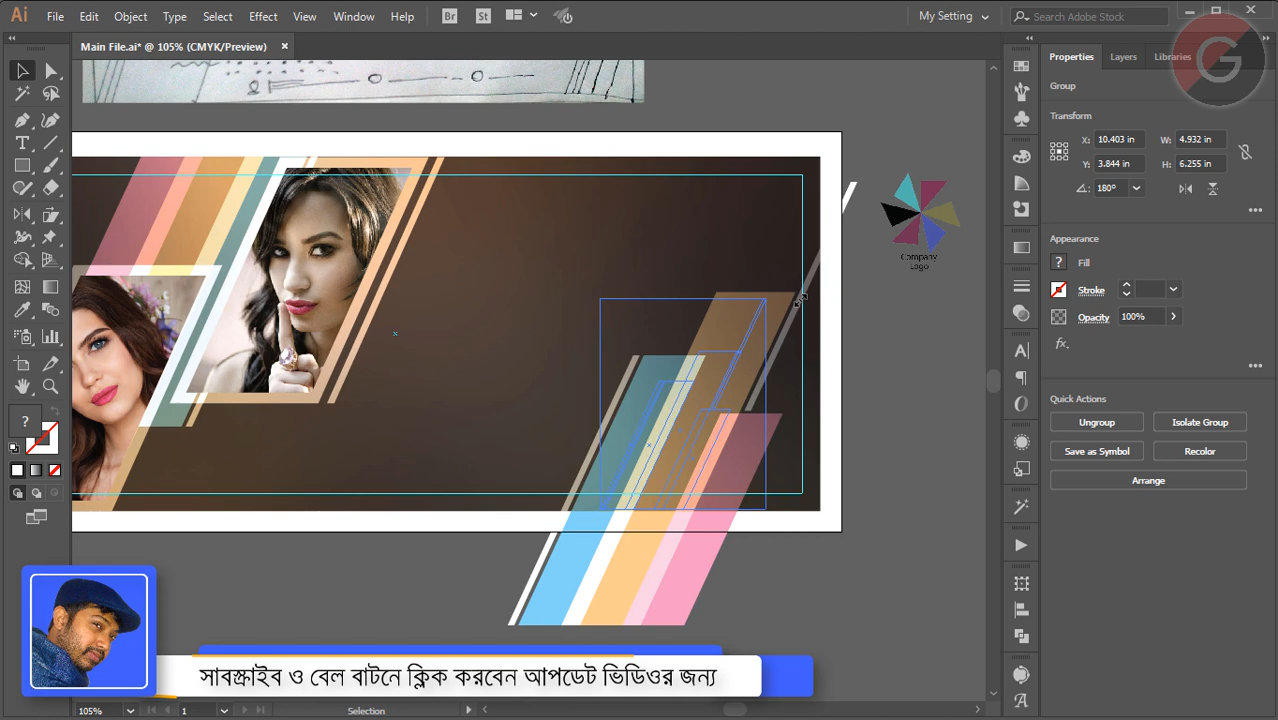 Ai File Edit Object Type Select Effect View Window Help Br St My Setting Search Adobe Stock
Main File.ai* @ 105% (CMYK/Preview)
Properties Layers Libraries
Group
Transform
X: 10.403 in W: 4.932 in
Y: 3.844 in H: 6.255 in
180°
Company
Logo
Appearance
Fill
Stroke
Opacity 100%
fx.
Quick Actions
Ungroup Isolate Group
Save as Symbol Recolor
Arrange
সাবস্ক্রাইব ও বেল বাটনে ক্লিক করবেন আপডেট ভিডিওর জন্য
105% 1 Selection